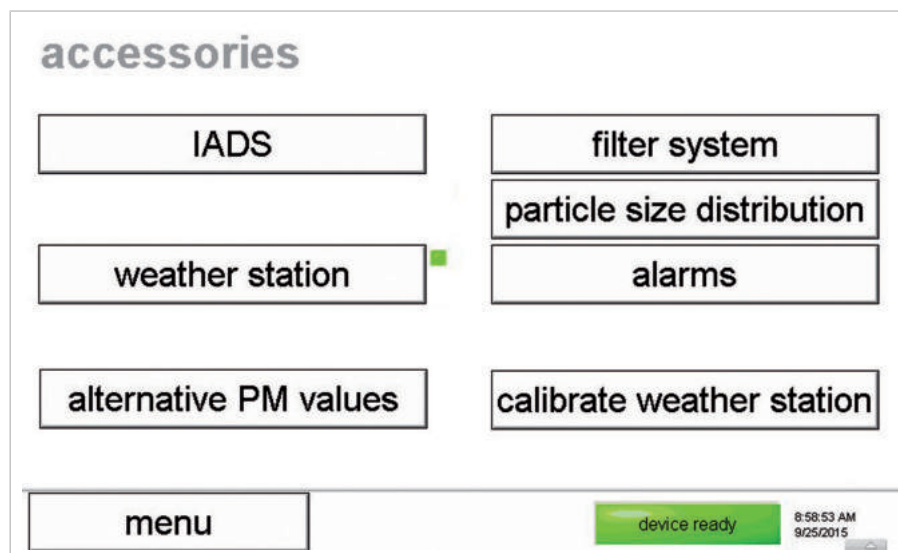 accessories
IADS
filter system
particle size distribution
weather station
alarms
alternative PM values
calibrate weather station
menu
device ready
8:58:53 AM
9/25/2015